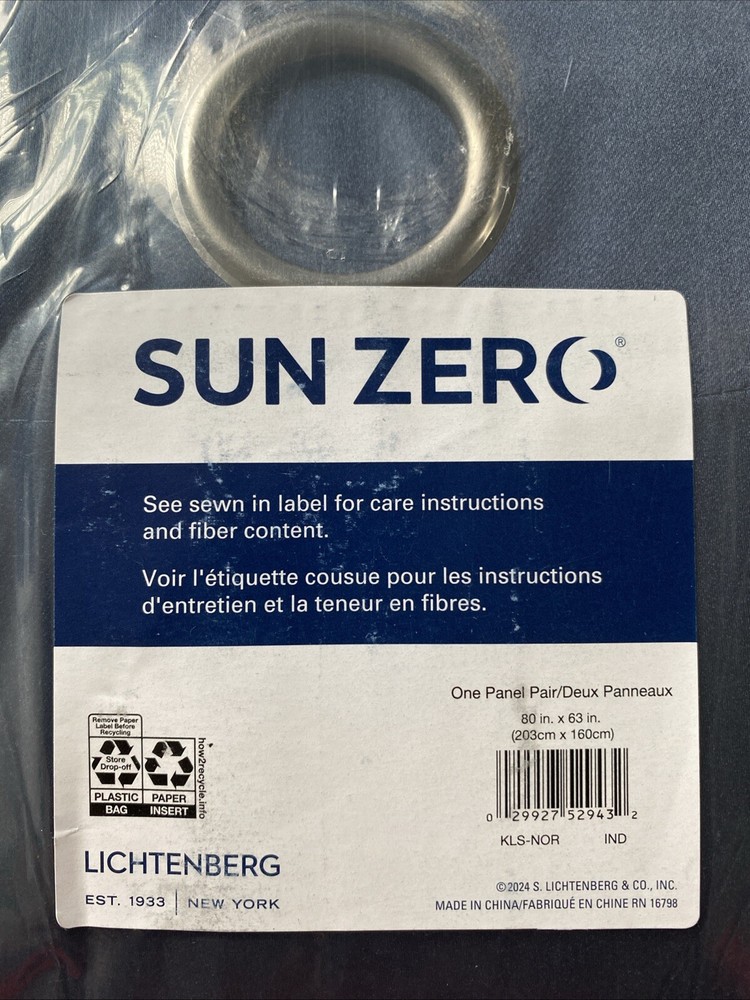 SUN ZERO®
See sewn in label for care instructions
and fiber content.
Voir l'étiquette cousue pour les instructions
d'entretien et la teneur en fibres.
One Panel Pair/Deux Panneaux
80 in. x 63 in.
(203cm x 160cm)
0 29927 52943 2
KLS-NOR IND
Remove Paper
Label Before
Recycling
Store
Drop-off
PLASTIC PAPER
BAG INSERT
how2recycle.info
LICHTENBERG
EST. 1933 | NEW YORK
©2024 S. LICHTENBERG & CO., INC.
MADE IN CHINA/FABRIQUÉ EN CHINE RN 16798